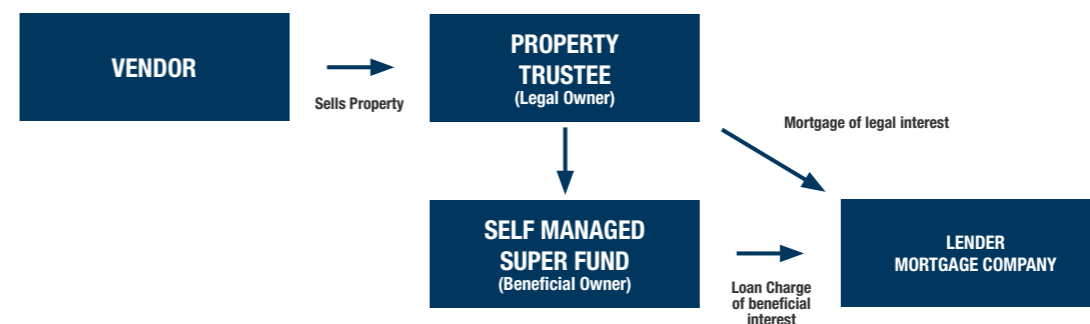 VENDOR
Sells Property
PROPERTY
TRUSTEE
(Legal Owner)
Mortgage of legal interest
SELF MANAGED
SUPER FUND
(Beneficial Owner)
Loan Charge
of beneficial
interest
LENDER
MORTGAGE COMPANY